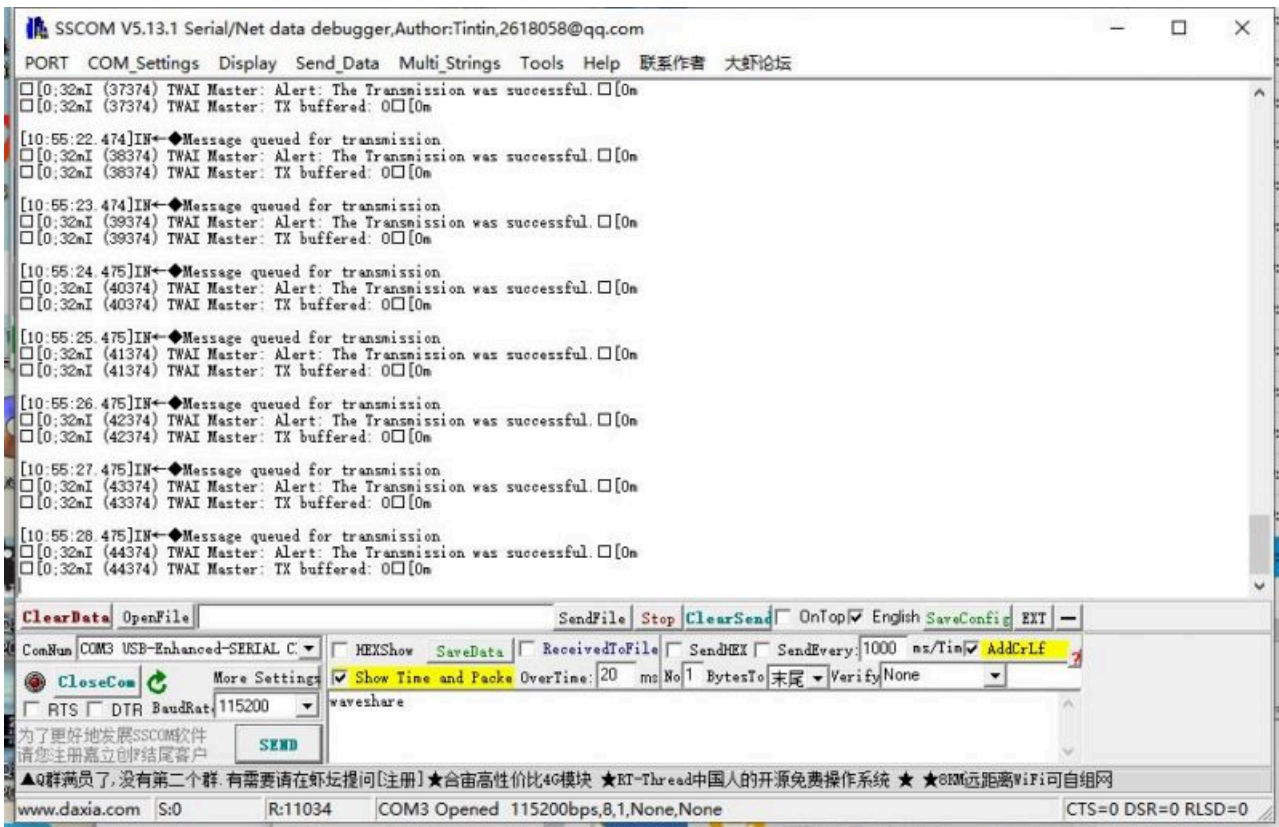 SSCOM V5.13.1 Serial/Net data debugger,Author:Tintin,2618058@qq.com
PORT COM_Settings Display Send_Data Multi_Strings Tools Help 联系作者 大虾论坛
□[0;32mI (37374) TWAI Master: Alert: The Transmission was successful.□[0m
□[0;32mI (37374) TWAI Master: TX buffered: 0□[0m
[10:55:22.474]IN←◆Message queued for transmission
□[0;32mI (38374) TWAI Master: Alert: The Transmission was successful.□[0m
□[0;32mI (38374) TWAI Master: TX buffered: 0□[0m
[10:55:23.474]IN←◆Message queued for transmission
□[0;32mI (39374) TWAI Master: Alert: The Transmission was successful.□[0m
□[0;32mI (39374) TWAI Master: TX buffered: 0□[0m
[10:55:24.475]IN←◆Message queued for transmission
□[0;32mI (40374) TWAI Master: Alert: The Transmission was successful.□[0m
□[0;32mI (40374) TWAI Master: TX buffered: 0□[0m
[10:55:25.475]IN←◆Message queued for transmission
□[0;32mI (41374) TWAI Master: Alert: The Transmission was successful.□[0m
□[0;32mI (41374) TWAI Master: TX buffered: 0□[0m
[10:55:26.475]IN←◆Message queued for transmission
□[0;32mI (42374) TWAI Master: Alert: The Transmission was successful.□[0m
□[0;32mI (42374) TWAI Master: TX buffered: 0□[0m
[10:55:27.475]IN←◆Message queued for transmission
□[0;32mI (43374) TWAI Master: Alert: The Transmission was successful.□[0m
□[0;32mI (43374) TWAI Master: TX buffered: 0□[0m
[10:55:28.475]IN←◆Message queued for transmission
□[0;32mI (44374) TWAI Master: Alert: The Transmission was successful.□[0m
□[0;32mI (44374) TWAI Master: TX buffered: 0□[0m
ClearData OpenFile SendFile Stop ClearSend OnTop English SaveConfig EXT —
ComNum COM3 USB-Enhanced-SERIAL C HEXShow SaveData ReceivedToFile SendHEX SendEvery: 1000 ms/Tim AddCrLf
CloseCom More Settings Show Time and Packe OverTime: 20 ms No 1 BytesTo 末尾 Verify None
RTS DTR BaudRat 115200 waveshare
为了更好地发展SSCOM软件
请您注册嘉立创F结尾客户 SEND
▲Q群满员了,没有第二个群.有需要请在虾坛提问[注册]★合宙高性价比4G模块 ★RT-Thread中国人的开源免费操作系统 ★ ★8KM远距离WiFi可自组网
www.daxia.com S:0 R:11034 COM3 Opened 115200bps,8,1,None,None CTS=0 DSR=0 RLSD=0